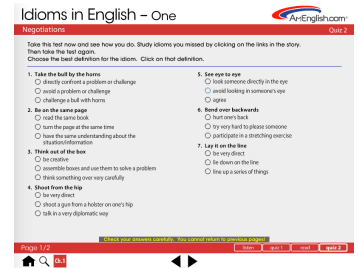 Idioms in English – One
ArtEnglish.com
Negotiations
Quiz 2
Take this test now and see how you do. Study idioms you missed by clicking on the links in the story.
Then take the test again.
Choose the best definition for the idiom. Click on that definition.
1. Take the bull by the horns
directly confront a problem or challenge
avoid a problem or challenge
challenge a bull with horns
2. Be on the same page
read the same book
turn the page at the same time
have the same understanding about the
situation/information
3. Think out of the box
be creative
assemble boxes and use them to solve a problem
think something over very carefully
4. Shoot from the hip
be very direct
shoot a gun from a holster on one's hip
talk in a very diplomatic way
5. See eye to eye
look someone directly in the eye
avoid looking in someone's eye
agree
6. Bend over backwards
hurt one's back
try very hard to please someone
participate in a stretching exercise
7. Lay it on the line
be very direct
lie down on the line
line up a series of things
Check your answers carefully. You cannot return to previous pages!
Page 1/2
listen
quiz 1
read
quiz 2
Ch.1